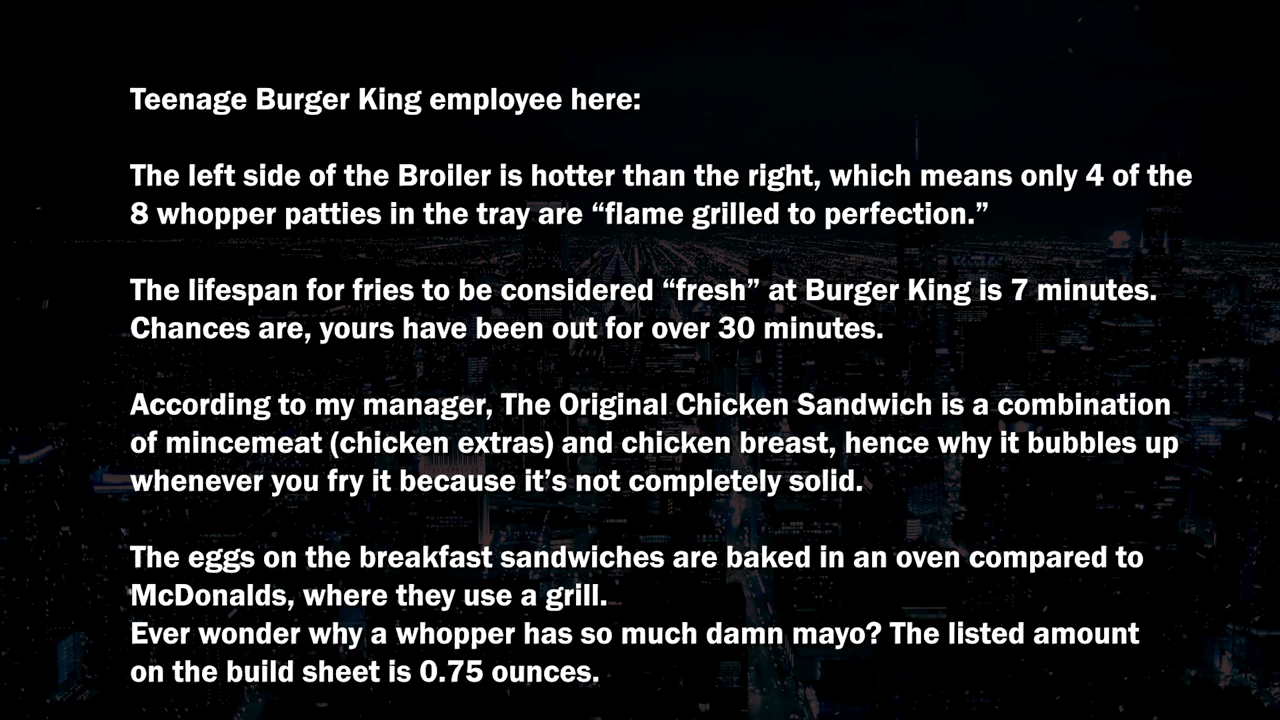 Teenage Burger King employee here:
The left side of the Broiler is hotter than the right, which means only 4 of the
8 whopper patties in the tray are “flame grilled to perfection.”
The lifespan for fries to be considered “fresh” at Burger King is 7 minutes.
Chances are, yours have been out for over 30 minutes.
According to my manager, The Original Chicken Sandwich is a combination
of mincemeat (chicken extras) and chicken breast, hence why it bubbles up
whenever you fry it because it’s not completely solid.
The eggs on the breakfast sandwiches are baked in an oven compared to
McDonalds, where they use a grill.
Ever wonder why a whopper has so much damn mayo? The listed amount
on the build sheet is 0.75 ounces.